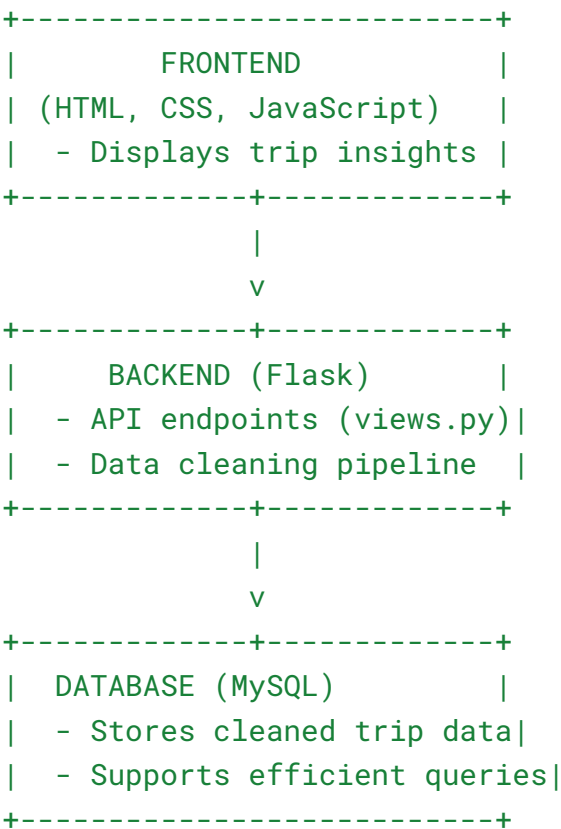 +---------------------------+
|        FRONTEND           |
| (HTML, CSS, JavaScript)   |
|  - Displays trip insights |
+-------------+-------------+
              |
              v
+-------------+-------------+
|     BACKEND (Flask)       |
|  - API endpoints (views.py)|
|  - Data cleaning pipeline  |
+-------------+-------------+
              |
              v
+-------------+-------------+
|  DATABASE (MySQL)         |
|  - Stores cleaned trip data|
|  - Supports efficient queries|
+---------------------------+